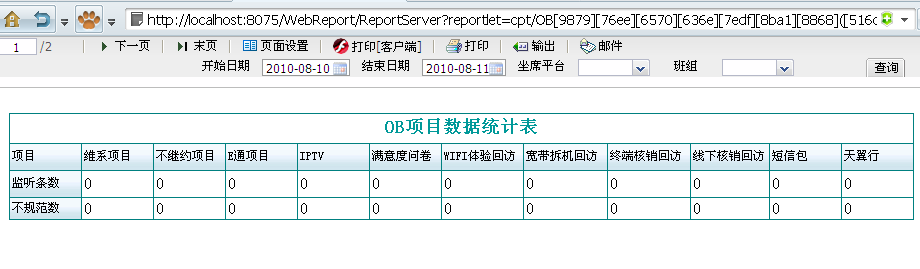 http://localhost:8075/WebReport/ReportServer?reportlet=cpt/OB[9879][76ee][6570][636e][7edf][8ba1][8868]([516c
1 /2 下一页 末页 页面设置 打印[客户端] 打印 输出 邮件
开始日期 2010-08-10 结束日期 2010-08-11 坐席平台 班组 查询
OB项目数据统计表
项目 维系项目 不继约项目 E通项目 IPTV 满意度问卷 WIFI体验回访 宽带拆机回访 终端核销回访 线下核销回访 短信包 天翼行
监听条数 0 0 0 0 0 0 0 0 0 0 0
不规范数 0 0 0 0 0 0 0 0 0 0 0